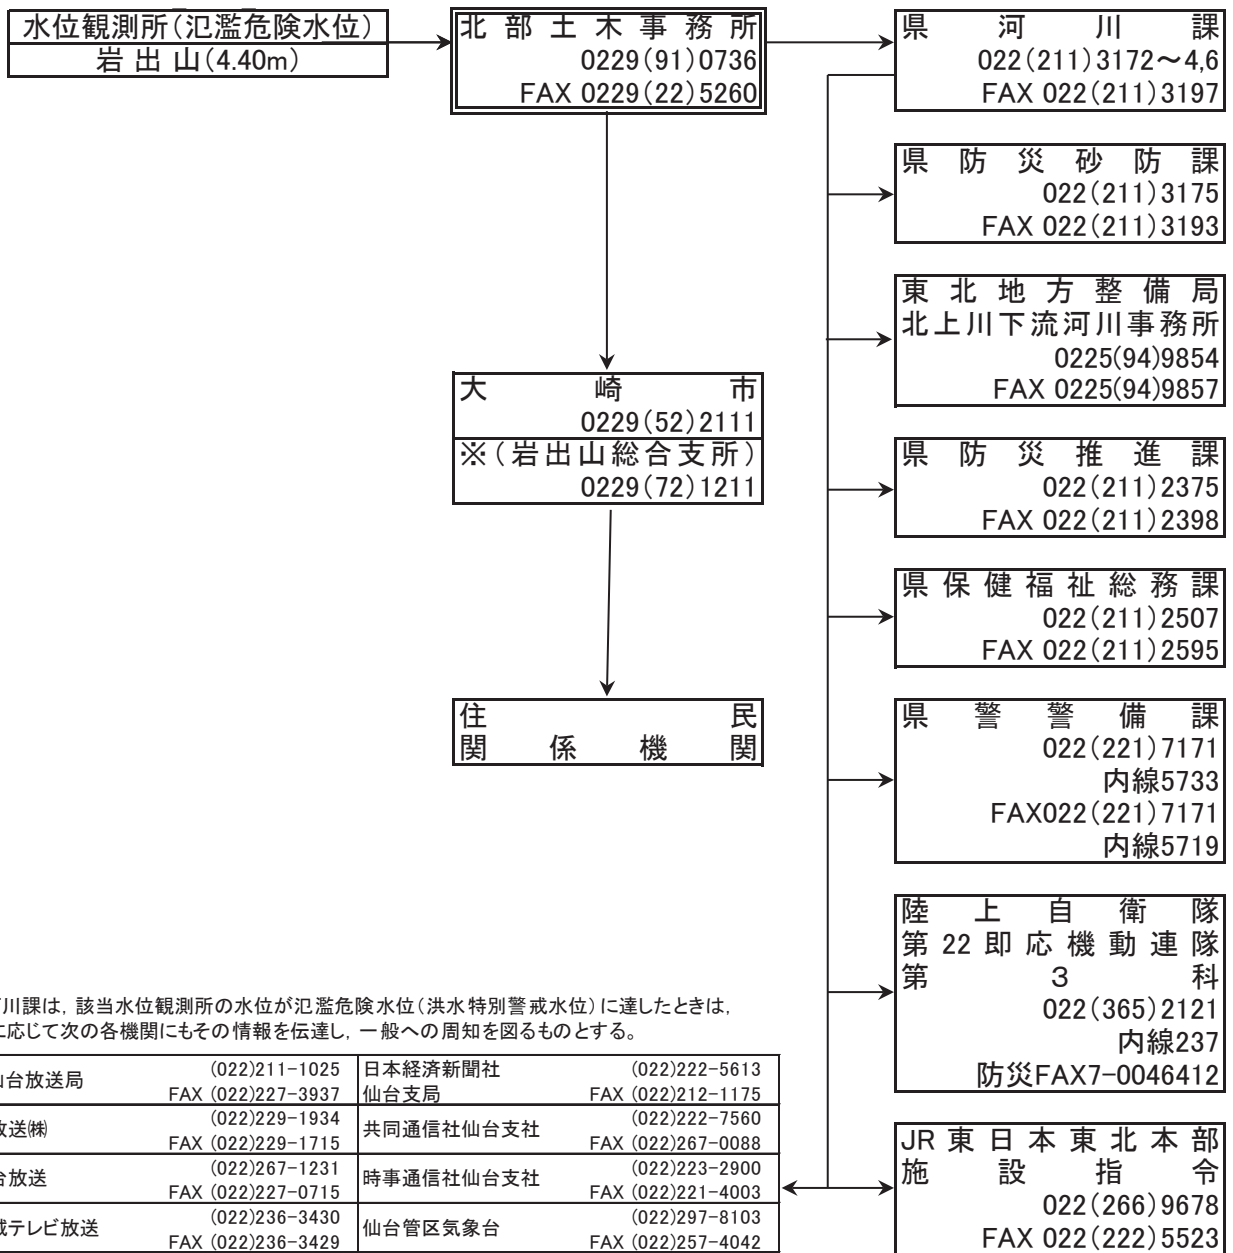 水位観測所(氾濫危険水位)
岩出山(4.40m)
北部土木事務所
0229(91)0736
FAX 0229(22)5260
県河川課
022(211)3172～4,6
FAX 022(211)3197
県防災砂防課
022(211)3175
FAX 022(211)3193
東北地方整備局
北上川下流河川事務所
0225(94)9854
FAX 0225(94)9857
大崎市
0229(52)2111
※(岩出山総合支所)
0229(72)1211
県防災推進課
022(211)2375
FAX 022(211)2398
県保健福祉総務課
022(211)2507
FAX 022(211)2595
住民
関係機関
県警警備課
022(221)7171
内線5733
FAX022(221)7171
内線5719
陸上自衛隊
第22即応機動連隊
第3科
022(365)2121
内線237
防災FAX7-0046412
JR東日本東北本部
施設指令
022(266)9678
FAX 022(222)5523
川課は，該当水位観測所の水位が氾濫危険水位(洪水特別警戒水位)に達したときは，
に応じて次の各機関にもその情報を伝達し，一般への周知を図るものとする。
台放送局 (022)211-1025 日本経済新聞社 (022)222-5613
FAX (022)227-3937 仙台支局 FAX (022)212-1175
放送㈱ (022)229-1934 共同通信社仙台支社 (022)222-7560
FAX (022)229-1715 FAX (022)267-0088
台放送 (022)267-1231 時事通信社仙台支社 (022)223-2900
FAX (022)227-0715 FAX (022)221-4003
城テレビ放送 (022)236-3430 仙台管区気象台 (022)297-8103
FAX (022)236-3429 FAX (022)257-4042